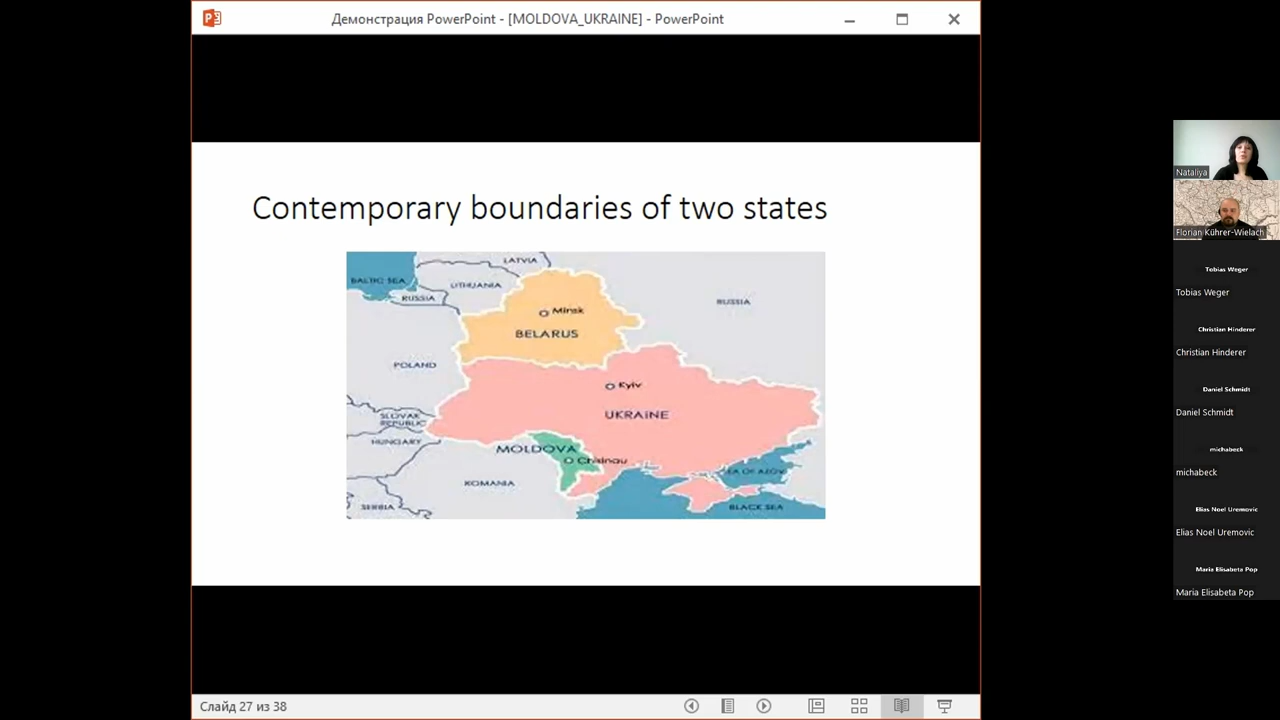 Демонстрация PowerPoint - [MOLDOVA_UKRAINE] - PowerPoint
Contemporary boundaries of two states
LATVIA
BALTIC SEA
LITHUANIA
RUSSIA
RUSSIA
Minsk
BELARUS
POLAND
Kyiv
UKRAINE
SLOVAK
REPUBLIC
HUNGARY
MOLDOVA
Chisinau
SEA OF AZOV
ROMANIA
SERBIA
BLACK SEA
Слайд 27 из 38
Nataliya
Florian Kührer-Wielach
Tobias Weger
Tobias Weger
Christian Hinderer
Christian Hinderer
Daniel Schmidt
Daniel Schmidt
michabeck
michabeck
Elias Noel Uremovic
Elias Noel Uremovic
Maria Elisabeta Pop
Maria Elisabeta Pop